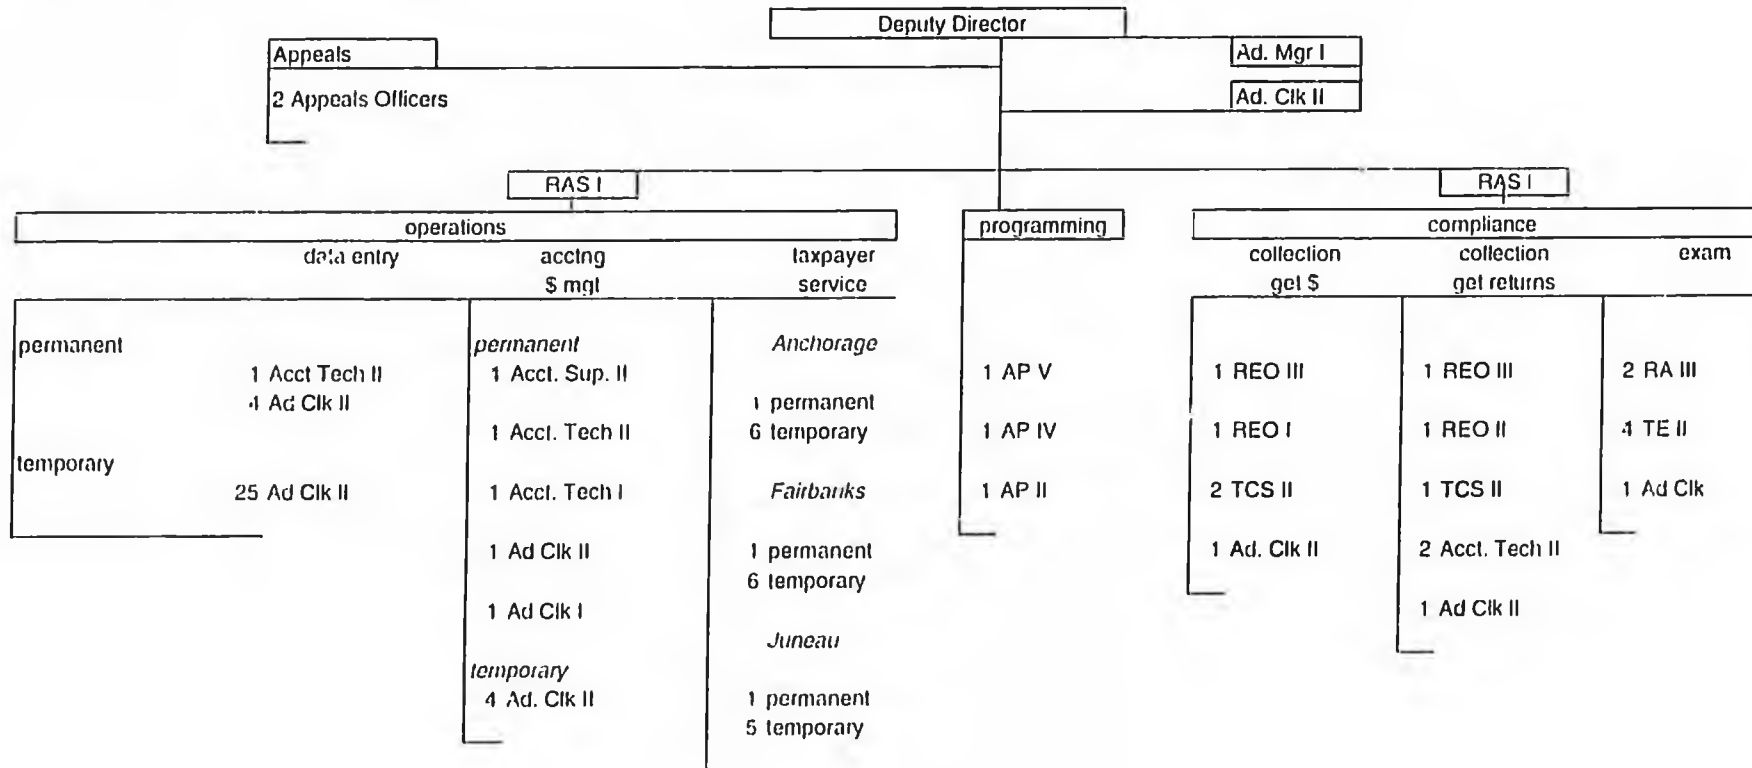 Deputy Director
Appeals
Ad. Mgr I
2 Appeals Officers
Ad. Clk II
RAS I
RAS I
operations
programming
compliance
data entry
acctng
$ mgt
taxpayer
service
collection
get $
collection
get returns
exam
permanent
1 Acct Tech II
4 Ad Clk II
temporary
25 Ad Clk II
permanent
1 Acct. Sup. II
1 Acct. Tech II
1 Acct. Tech I
1 Ad Clk II
1 Ad Clk I
temporary
4 Ad. Clk II
Anchorage
1 permanent
6 temporary
Fairbanks
1 permanent
6 temporary
Juneau
1 permanent
5 temporary
1 AP V
1 AP IV
1 AP II
1 REO III
1 REO I
2 TCS II
1 Ad. Clk II
1 REO III
1 REO II
1 TCS II
2 Acct. Tech II
1 Ad Clk II
2 RA III
4 TE II
1 Ad Clk